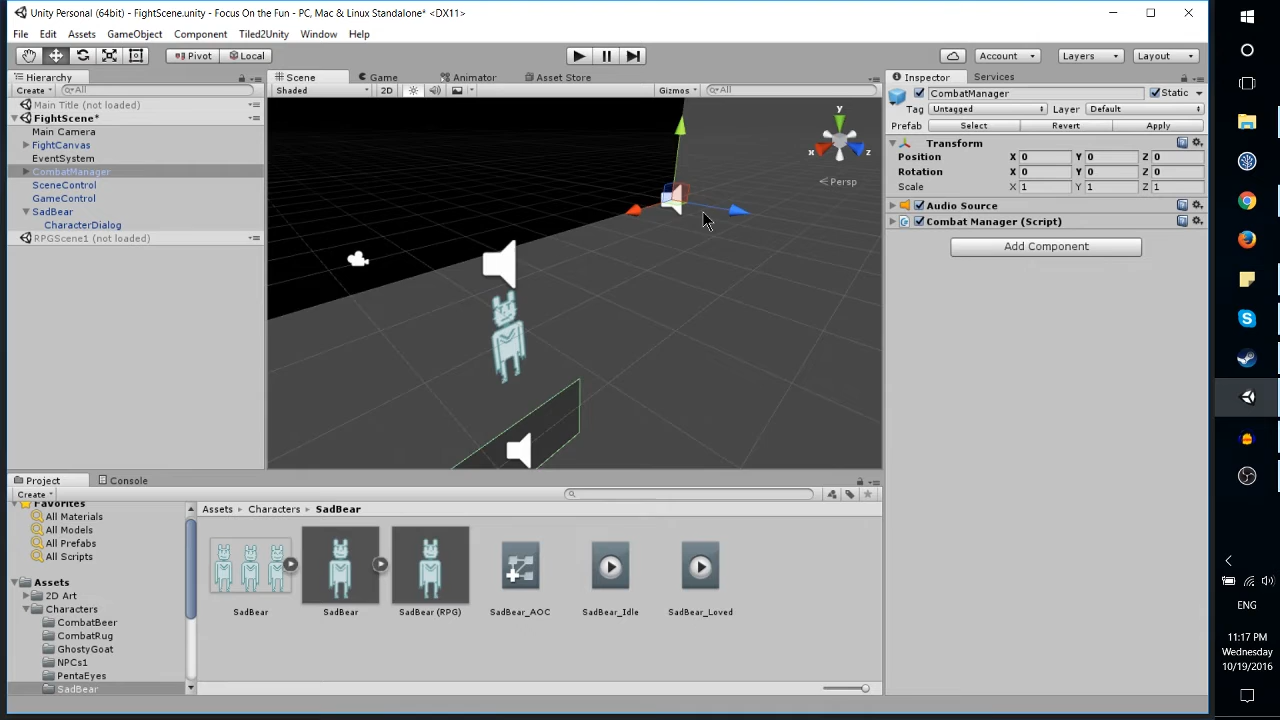 Unity Personal (64bit) - FightScene.unity - Focus On the Fun - PC, Mac & Linux Standalone* <DX11>
File Edit Assets GameObject Component Tiled2Unity Window Help
Pivot Local Account Layers Layout
Hierarchy
Create All
Main Title (not loaded)
FightScene*
Main Camera
FightCanvas
EventSystem
CombatManager
SceneControl
GameControl
SadBear
CharacterDialog
RPGScene1 (not loaded)
Scene Game Animator Asset Store
Shaded 2D Gizmos All
y
x z
Persp
Inspector Services
CombatManager Static
Tag Untagged Layer Default
Prefab Select Revert Apply
Transform
Position X 0 Y 0 Z 0
Rotation X 0 Y 0 Z 0
Scale X 1 Y 1 Z 1
Audio Source
Combat Manager (Script)
Add Component
Project Console
Create
Favorites
All Materials
All Models
All Prefabs
All Scripts
Assets
2D Art
Characters
CombatBeer
CombatRug
GhostyGoat
NPCs1
PentaEyes
SadBear
Assets Characters SadBear
SadBear SadBear SadBear (RPG) SadBear_AOC SadBear_Idle SadBear_Loved
ENG
11:17 PM
Wednesday
10/19/2016